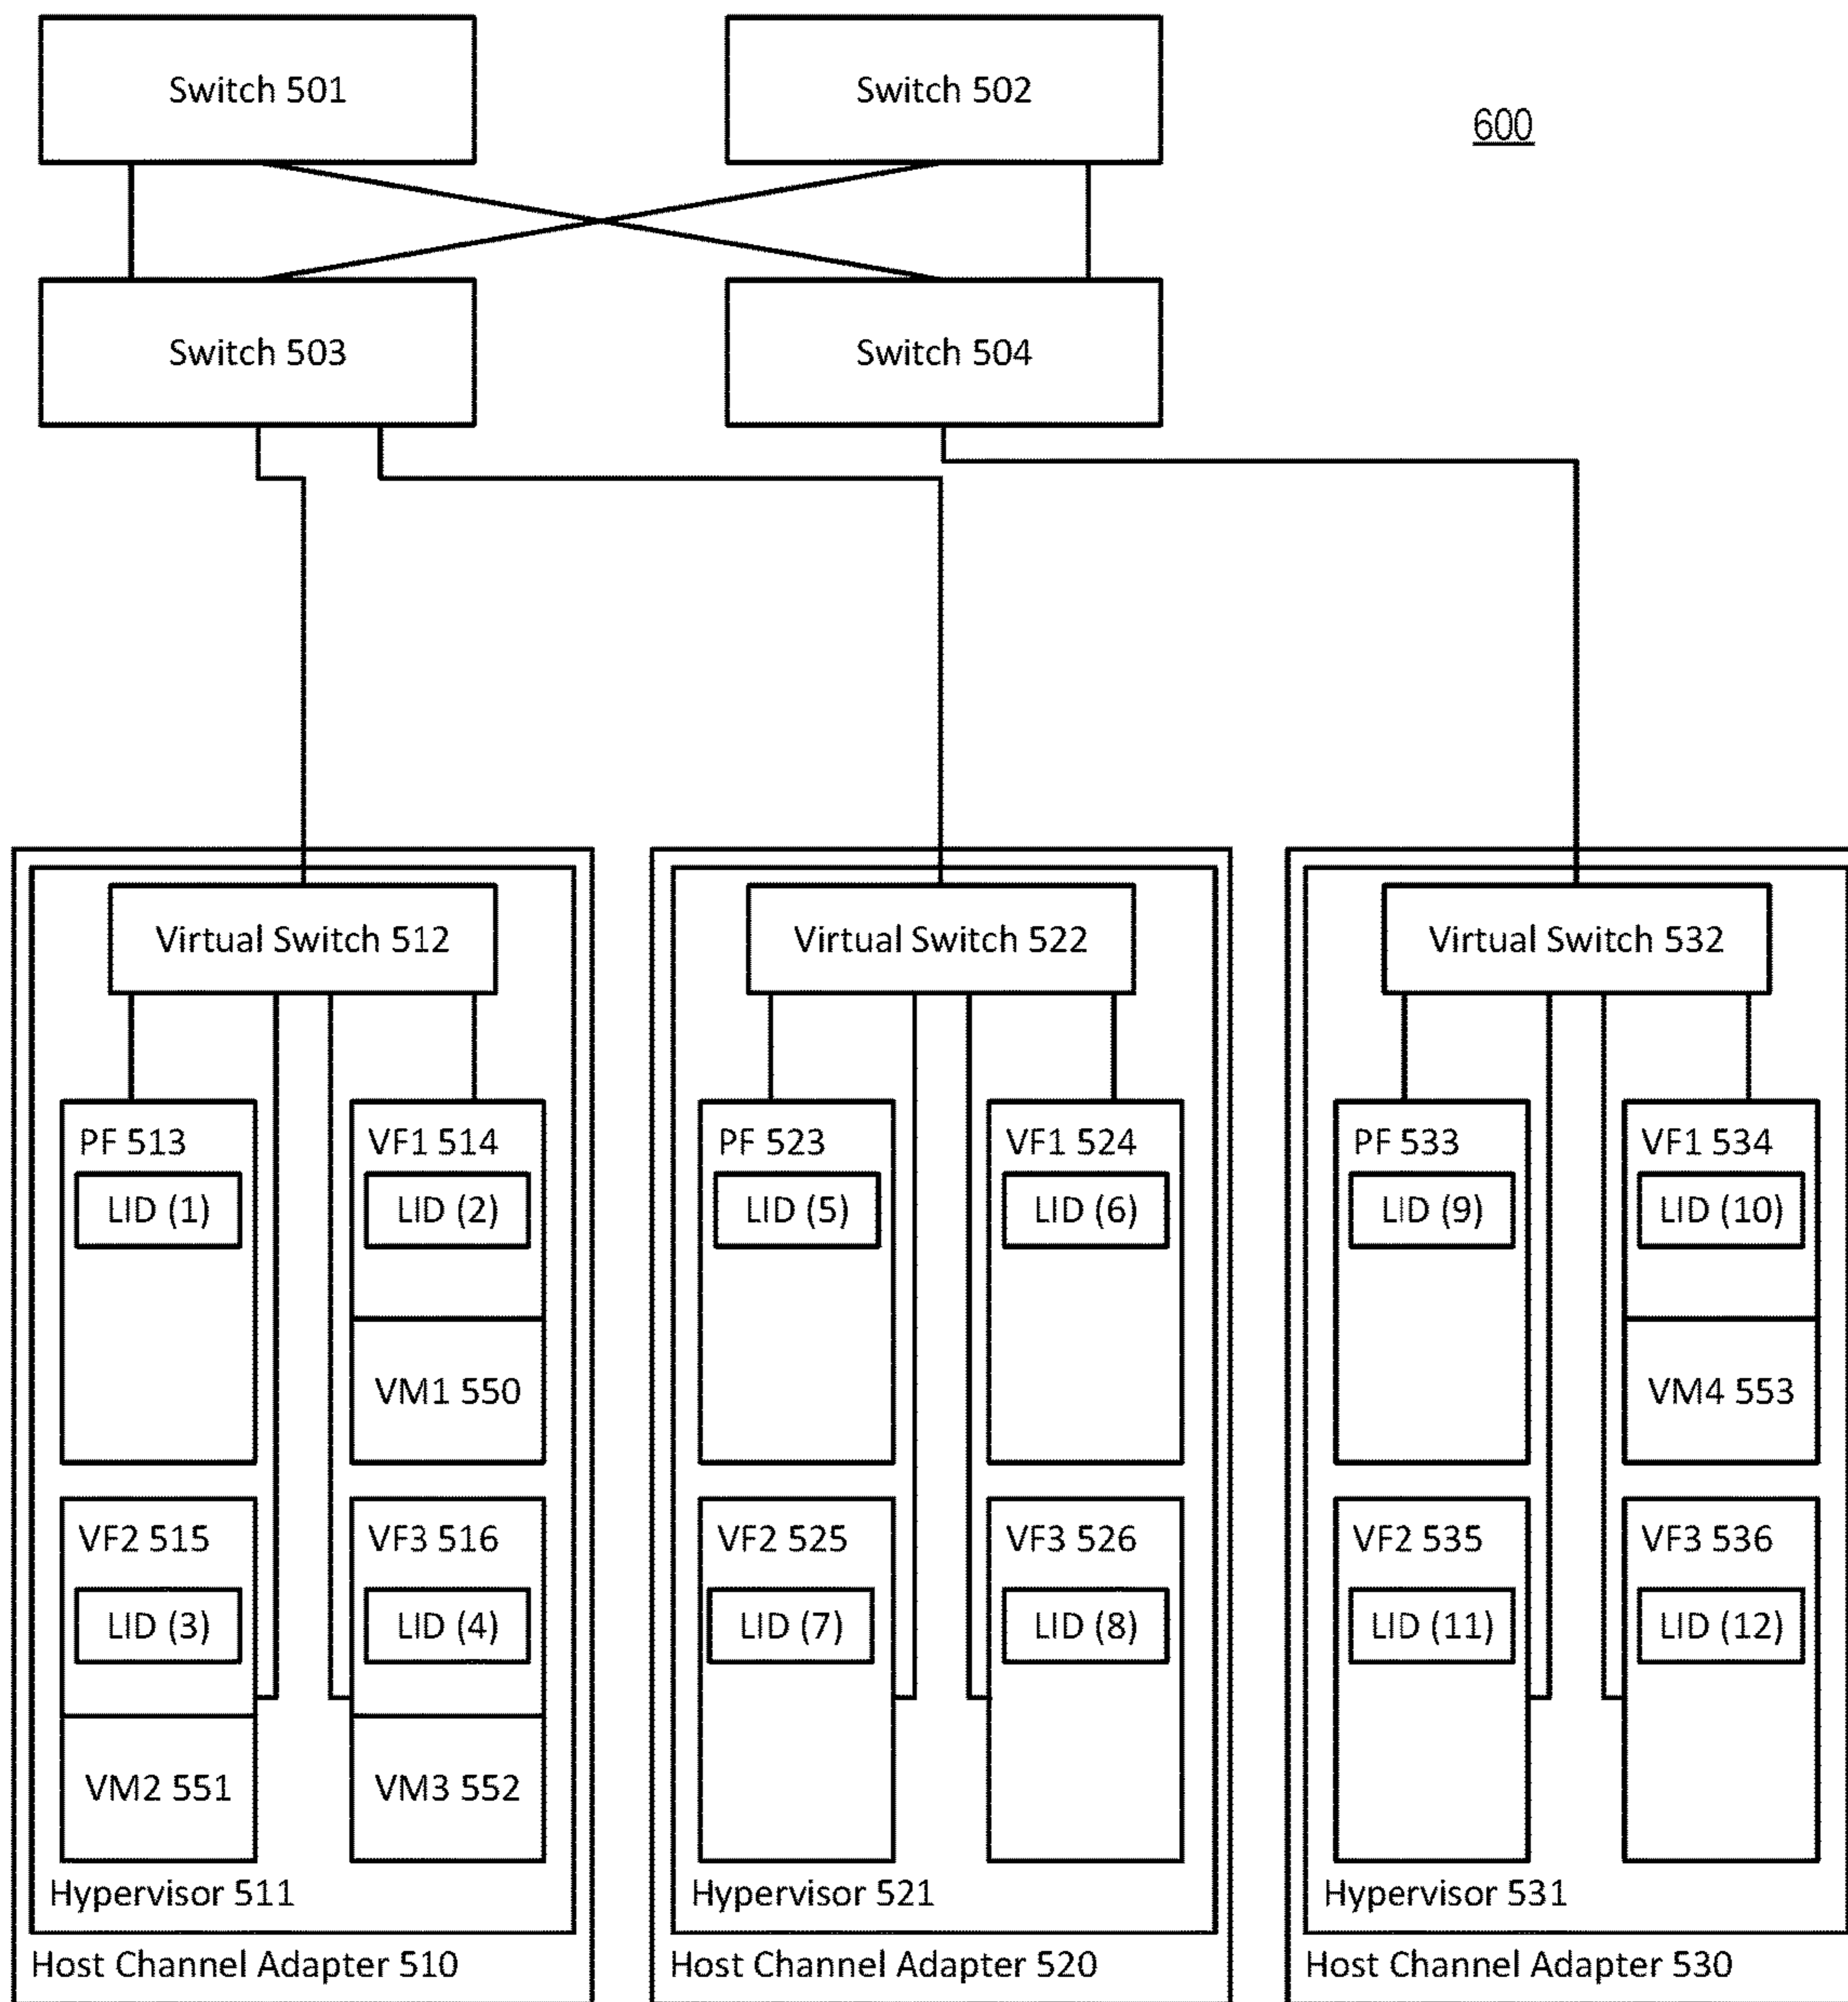 Switch 501
Switch 502
600
Switch 503
Switch 504
Virtual Switch 512
PF 513
LID (1)
VF1 514
LID (2)
VM1 550
VF2 515
LID (3)
VM2 551
VF3 516
LID (4)
VM3 552
Hypervisor 511
Host Channel Adapter 510
Virtual Switch 522
PF 523
LID (5)
VF1 524
LID (6)
VF2 525
LID (7)
VF3 526
LID (8)
Hypervisor 521
Host Channel Adapter 520
Virtual Switch 532
PF 533
LID (9)
VF1 534
LID (10)
VM4 553
VF2 535
LID (11)
VF3 536
LID (12)
Hypervisor 531
Host Channel Adapter 530